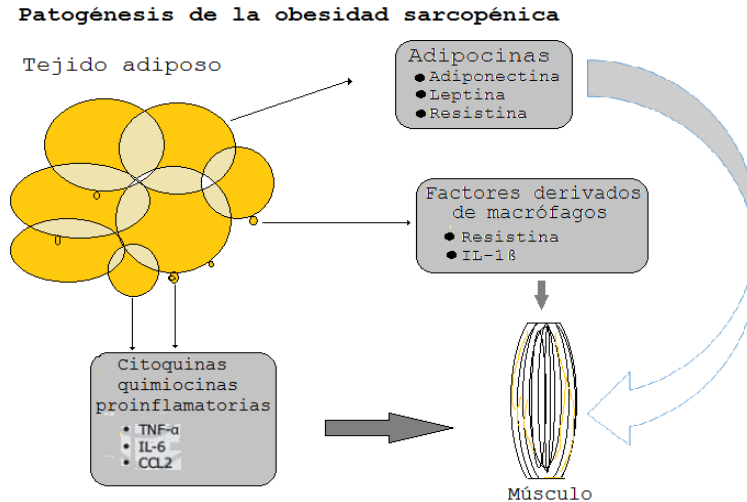 Patogénesis de la obesidad sarcopénica
Tejido adiposo
Adipocinas
Adiponectina
Leptina
Resistina
Factores derivados
de macrófagos
Resistina
IL-1ß
Citoquinas
quimiocinas
proinflamatorias
TNF-α
IL-6
CCL2
Músculo